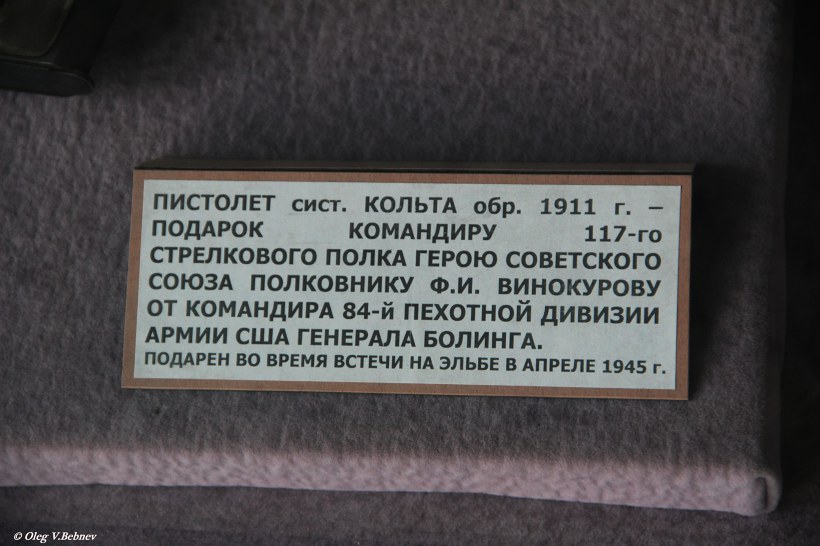 ПИСТОЛЕТ сист. КОЛЬТА обр. 1911 г. –
ПОДАРОК КОМАНДИРУ 117-го
СТРЕЛКОВОГО ПОЛКА ГЕРОЮ СОВЕТСКОГО
СОЮЗА ПОЛКОВНИКУ Ф.И. ВИНОКУРОВУ
ОТ КОМАНДИРА 84-й ПЕХОТНОЙ ДИВИЗИИ
АРМИИ США ГЕНЕРАЛА БОЛИНГА.
ПОДАРЕН ВО ВРЕМЯ ВСТЕЧИ НА ЭЛЬБЕ В АПРЕЛЕ 1945 г.
© Oleg V.Bebnev